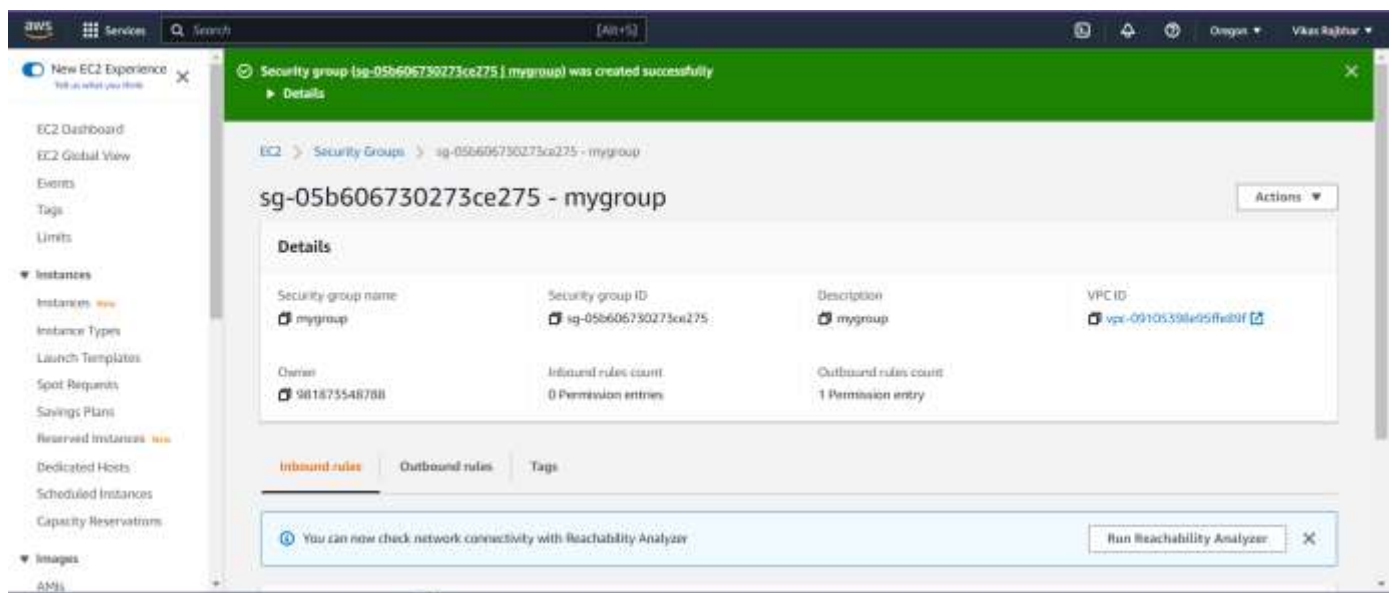 aws Services Search [Alt+S] Oregon ▼ Vikas Rajbhar ▼
New EC2 Experience
Tell us what you think
EC2 Dashboard
EC2 Global View
Events
Tags
Limits
Instances
Instances New
Instance Types
Launch Templates
Spot Requests
Savings Plans
Reserved Instances New
Dedicated Hosts
Scheduled Instances
Capacity Reservations
Images
AMIs
Security group (sg-05b606730273ce275 | mygroup) was created successfully
Details
EC2 > Security Groups > sg-05b606730273ce275 - mygroup
sg-05b606730273ce275 - mygroup
Actions ▼
Details
Security group name
mygroup
Security group ID
sg-05b606730273ce275
Description
mygroup
VPC ID
vpc-09105398e95ffe89f
Owner
981873548788
Inbound rules count
0 Permission entries
Outbound rules count
1 Permission entry
Inbound rules Outbound rules Tags
You can now check network connectivity with Reachability Analyzer
Run Reachability Analyzer